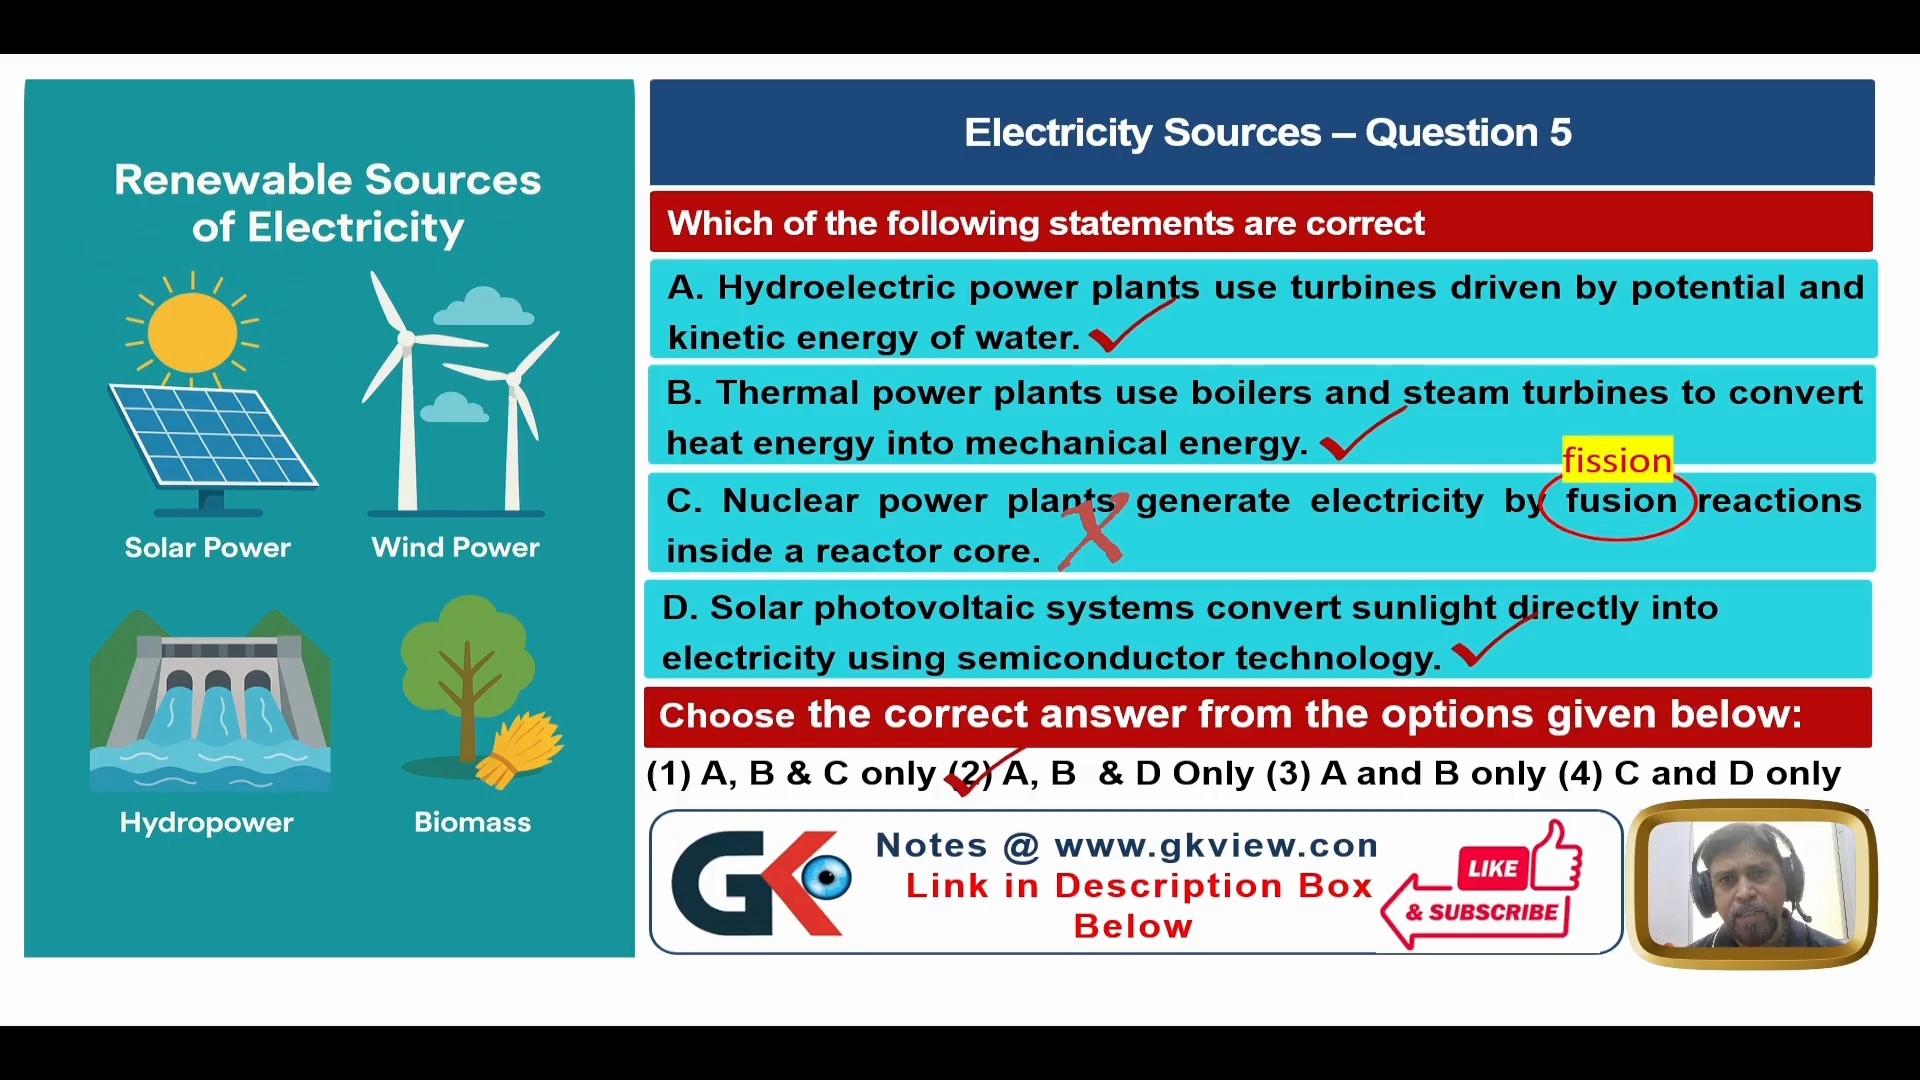 Renewable Sources
of Electricity
Solar Power
Wind Power
Hydropower
Biomass
Electricity Sources – Question 5
Which of the following statements are correct
A. Hydroelectric power plants use turbines driven by potential and
kinetic energy of water.
B. Thermal power plants use boilers and steam turbines to convert
heat energy into mechanical energy.
fission
C. Nuclear power plants generate electricity by fusion reactions
inside a reactor core.
D. Solar photovoltaic systems convert sunlight directly into
electricity using semiconductor technology.
Choose the correct answer from the options given below:
(1) A, B & C only (2) A, B & D Only (3) A and B only (4) C and D only
GK
Notes @ www.gkview.con
Link in Description Box
Below
LIKE
& SUBSCRIBE